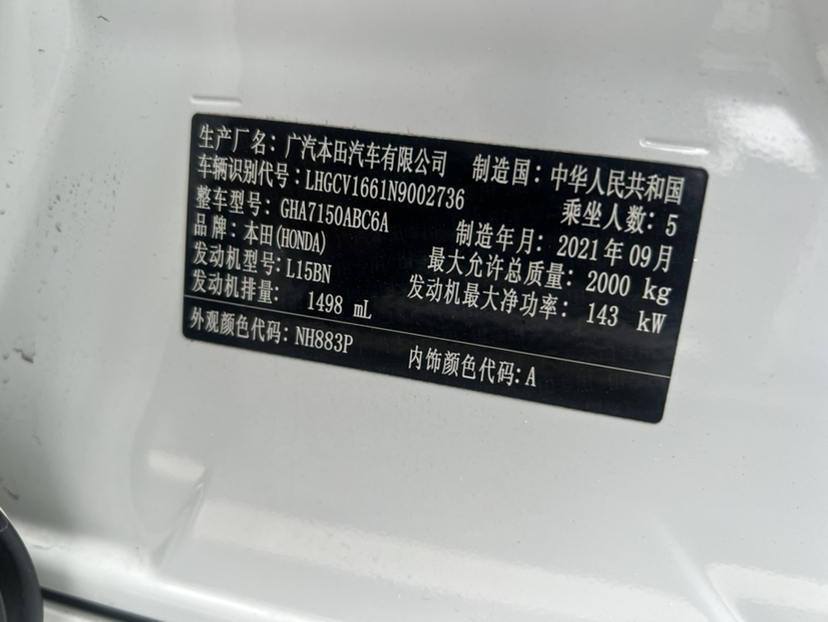 生产厂名：广汽本田汽车有限公司 制造国：中华人民共和国
车辆识别代号：LHGCV1661N9002736 乘坐人数：5
整车型号：GHA7150ABC6A 制造年月：2021年09月
品牌：本田(HONDA) 最大允许总质量：2000 kg
发动机型号：L15BN 发动机最大净功率：143 kW
发动机排量：1498 mL
外观颜色代码：NH883P 内饰颜色代码：A